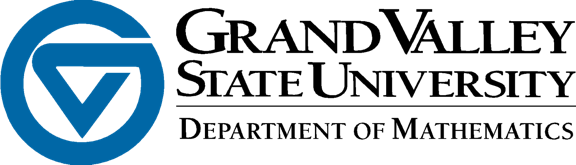 GRAND VALLEY
STATE UNIVERSITY
DEPARTMENT OF MATHEMATICS